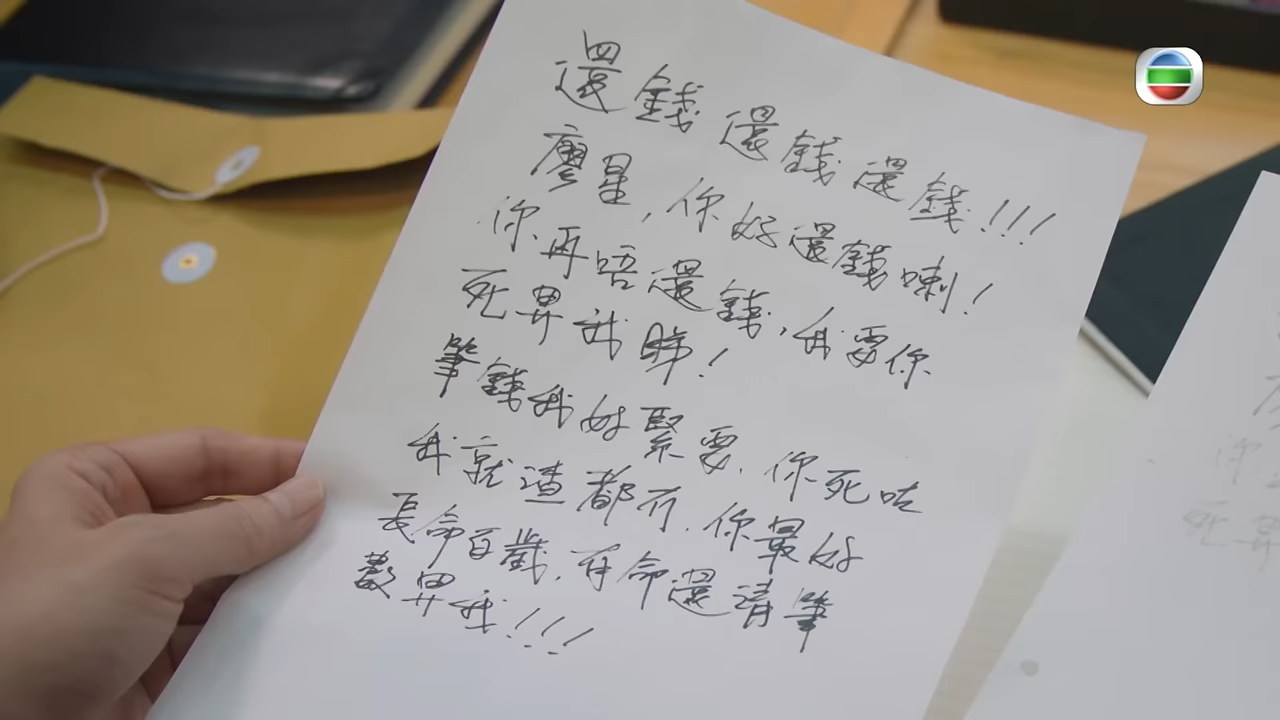 還錢還錢還錢!!!
廖星,你好還錢喇!
你再唔還錢,我要你
死畀我睇!
筆錢我好緊要.你死咗
我就渣都冇.你最好
長命百歲.有命還清筆
數畀我!!!